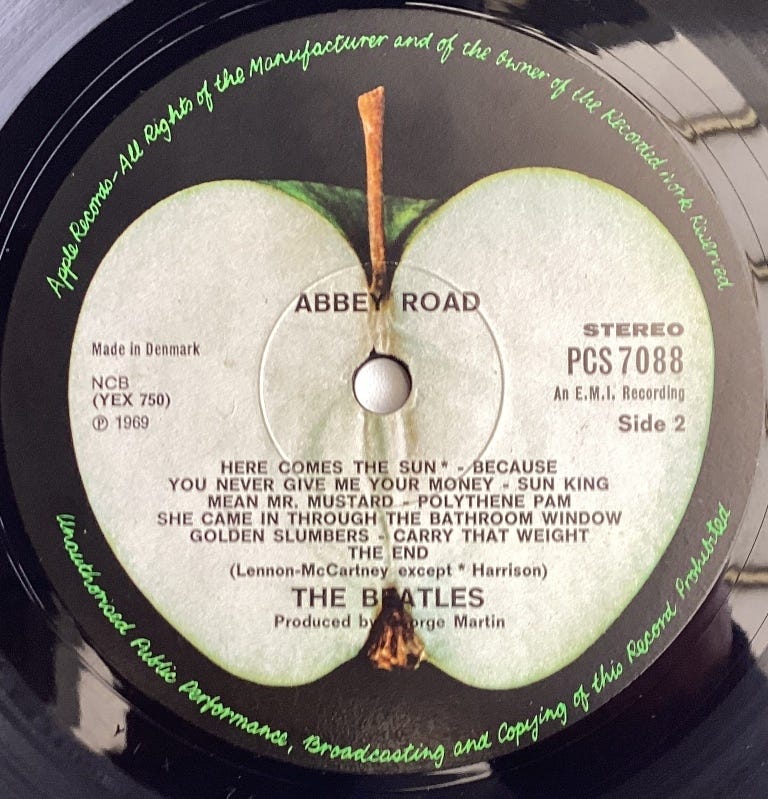 Apple Records-All Rights of the Manufacturer and of the Owner of the Recorded Work Reserved
ABBEY ROAD
Made in Denmark
NCB
(YEX 750)
℗ 1969
STEREO
PCS 7088
An E.M.I. Recording
Side 2
HERE COMES THE SUN* - BECAUSE
YOU NEVER GIVE ME YOUR MONEY - SUN KING
MEAN MR. MUSTARD - POLYTHENE PAM
SHE CAME IN THROUGH THE BATHROOM WINDOW
GOLDEN SLUMBERS - CARRY THAT WEIGHT
THE END
(Lennon-McCartney except * Harrison)
THE BEATLES
Produced by George Martin
Unauthorised Public Performance, Broadcasting and Copying of this Record Prohibited